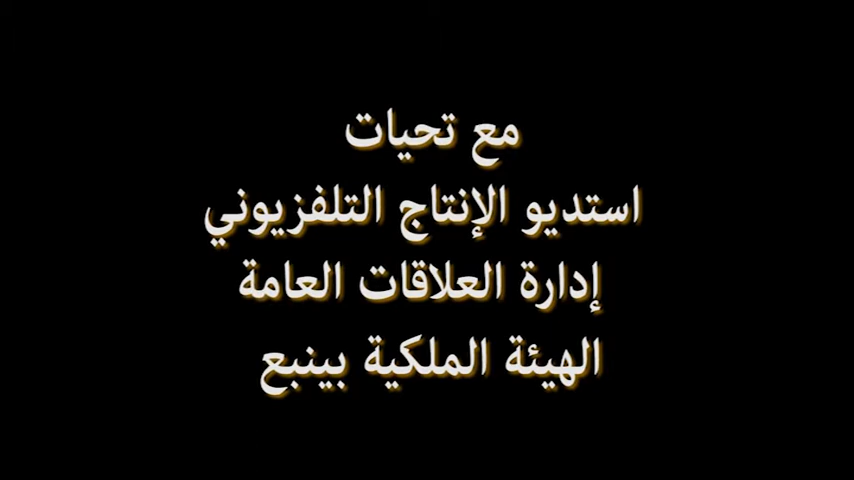 مع تحيات
استديو الإنتاج التلفزيوني
إدارة العلاقات العامة
الهيئة الملكية بينبع